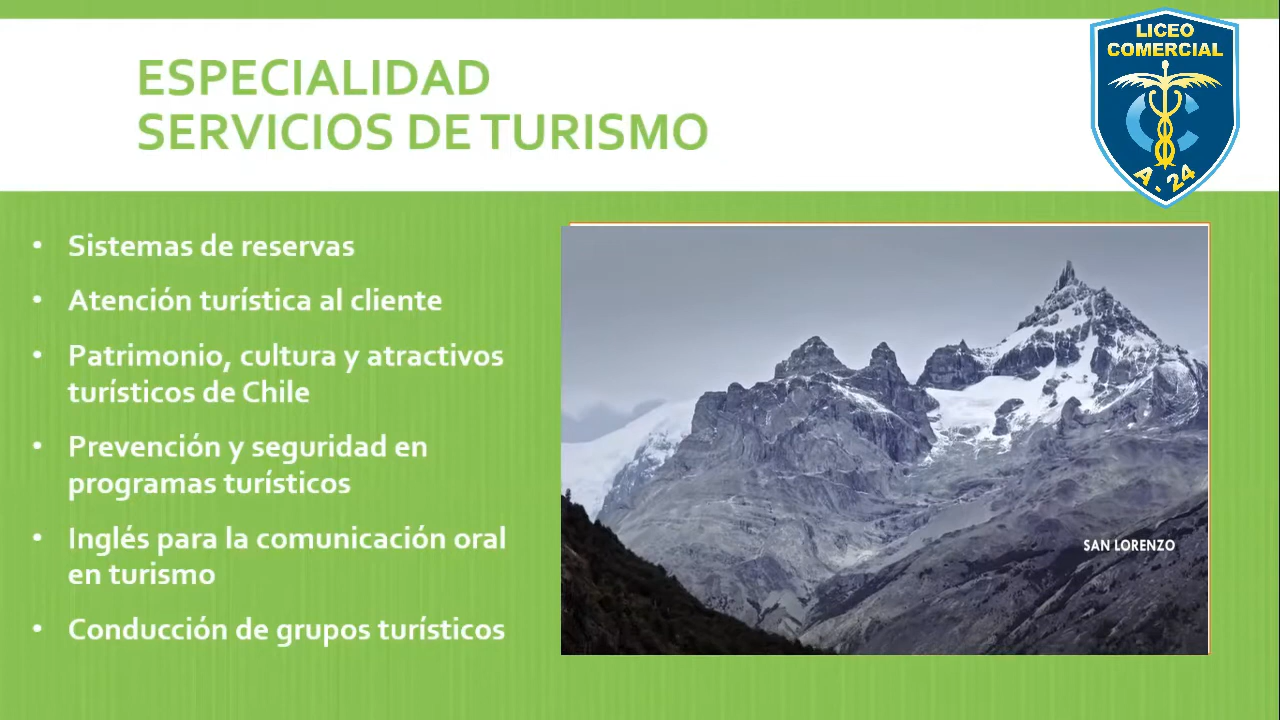 ESPECIALIDAD
SERVICIOS DE TURISMO
LICEO
COMERCIAL
A-24
• Sistemas de reservas
• Atención turística al cliente
• Patrimonio, cultura y atractivos
turísticos de Chile
• Prevención y seguridad en
programas turísticos
• Inglés para la comunicación oral
en turismo
• Conducción de grupos turísticos
SAN LORENZO